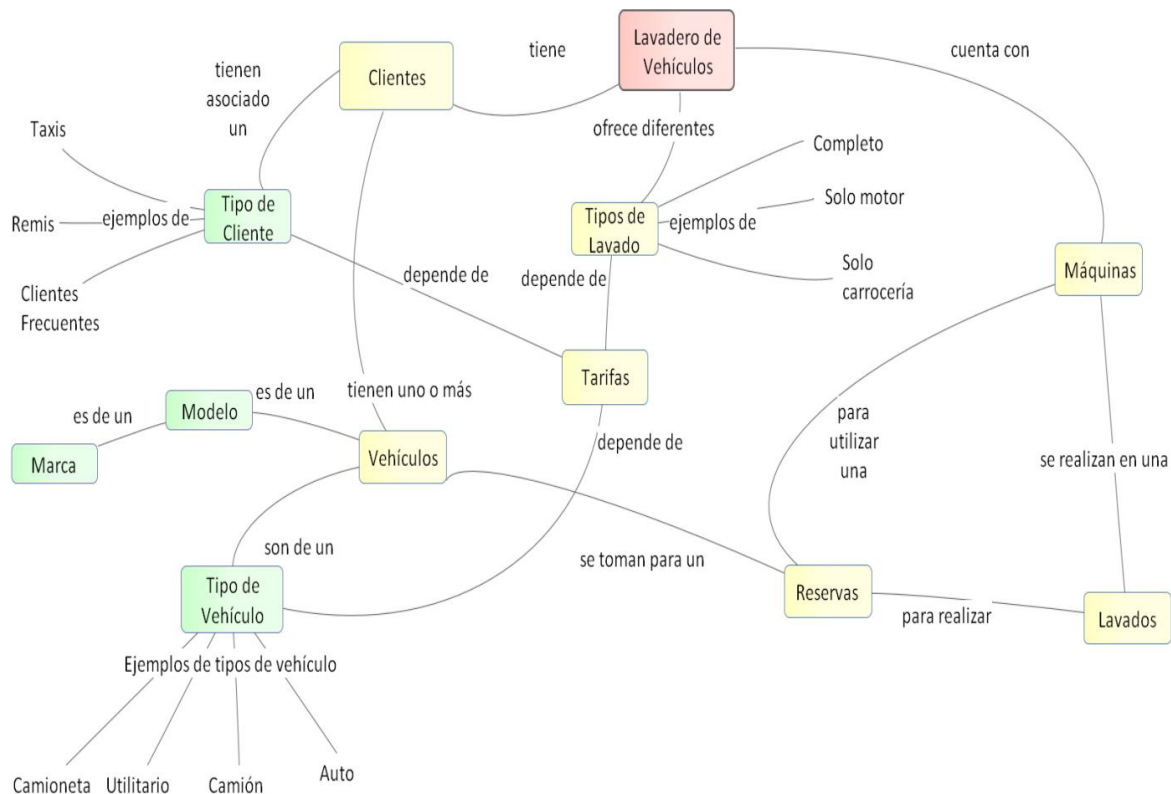 Lavadero de
Vehículos
tiene
cuenta con
Clientes
tienen
asociado
un
ofrece diferentes
Taxis
Completo
Remis
ejemplos de
Tipo de
Cliente
Tipos de
Lavado
ejemplos de
Solo motor
Clientes
Frecuentes
depende de
depende de
Solo
carrocería
Máquinas
Tarifas
es de un
Modelo
es de un
tienen uno o más
Marca
Vehículos
depende de
para
utilizar
una
se realizan en una
son de un
se toman para un
Tipo de
Vehículo
Reservas
para realizar
Lavados
Ejemplos de tipos de vehículo
Camioneta
Utilitario
Camión
Auto